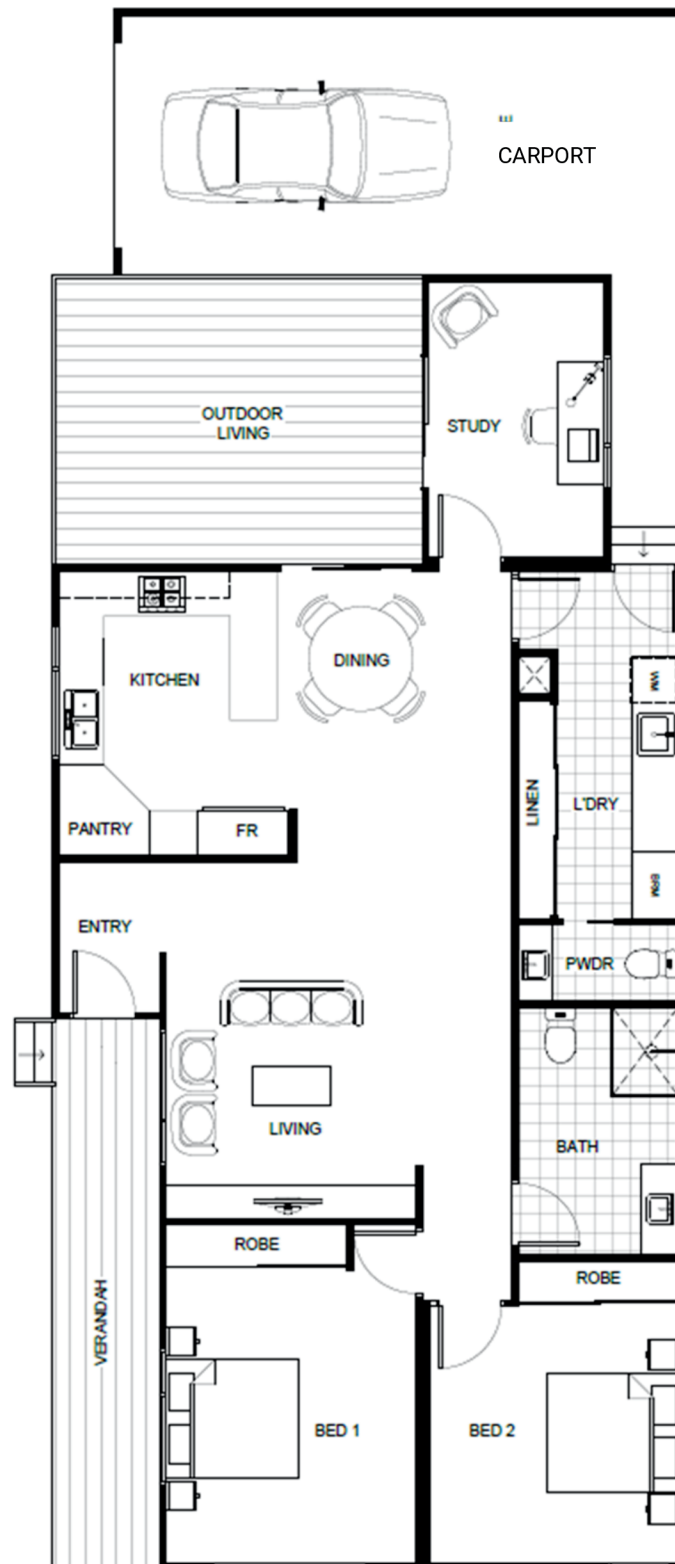 CARPORT
OUTDOOR
LIVING
STUDY
DINING
KITCHEN
WM
LINEN
L'DRY
PANTRY
FR
ENTRY
PWDR
LIVING
BATH
ROBE
ROBE
VERANDAH
BED 1
BED 2